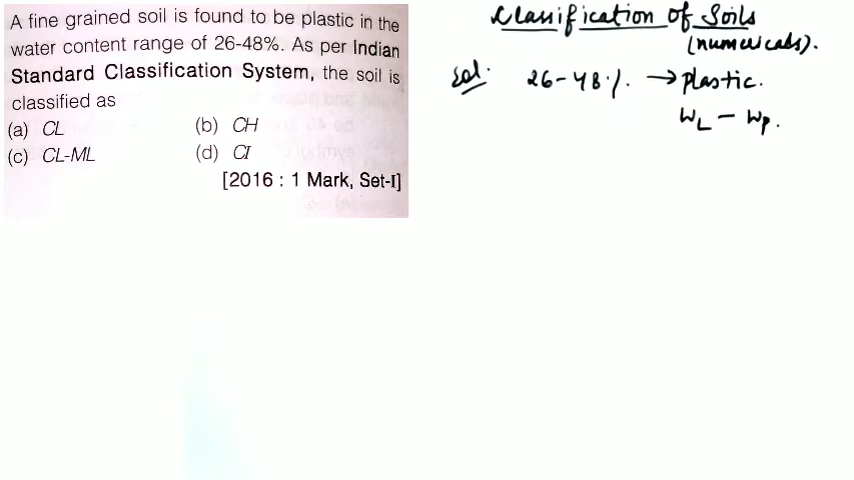 A fine grained soil is found to be plastic in the
water content range of 26-48%. As per Indian
Standard Classification System, the soil is
classified as
(a) CL (b) CH
(c) CL-ML (d) CI
[2016 : 1 Mark, Set-I]
Classification of Soils
(numericals).
Sol. 26-48% → plastic.
WL - Wp.